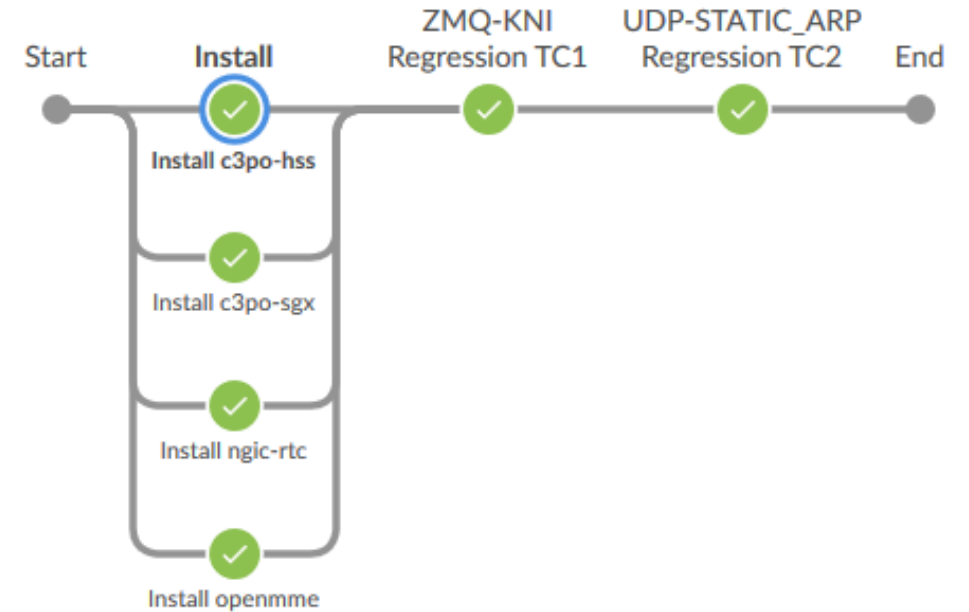 Start
Install
ZMQ-KNI
Regression TC1
UDP-STATIC_ARP
Regression TC2
End
Install c3po-hss
Install c3po-sgx
Install ngic-rtc
Install openmme